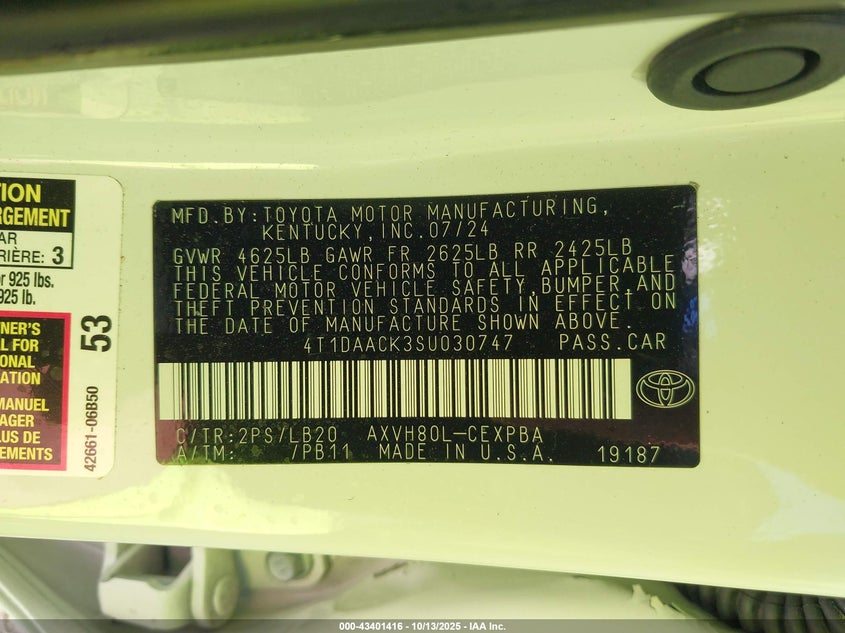 TION
RGEMENT
AR
RIÈRE: 3
or 925 lbs.
925 lb.
NER'S
L FOR
IONAL
ATION
MANUEL
AGER
LUS DE
EMENTS
53
42661-06B50
MFD. BY: TOYOTA MOTOR MANUFACTURING,
KENTUCKY, INC. 07/24
GVWR 4625LB GAWR FR 2625LB RR 2425LB
THIS VEHICLE CONFORMS TO ALL APPLICABLE
FEDERAL MOTOR VEHICLE SAFETY, BUMPER, AND
THEFT PREVENTION STANDARDS IN EFFECT ON
THE DATE OF MANUFACTURE SHOWN ABOVE.
4T1DAACK3SU030747 PASS. CAR
C/TR: 2PS/LB20 AXVH80L-CEXPBA
A/TM: /PB11 MADE IN U.S.A. 19187
000-43401416 - 10/13/2025 - IAA Inc.